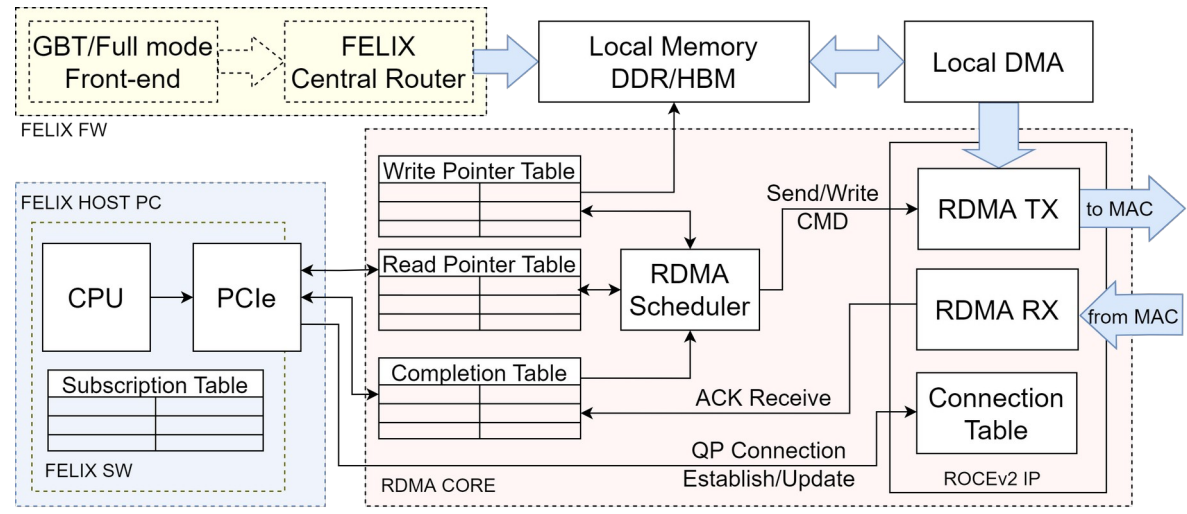 GBT/Full mode
Front-end
FELIX
Central Router
FELIX FW
Local Memory
DDR/HBM
Local DMA
FELIX HOST PC
CPU
PCIe
Subscription Table
FELIX SW
Write Pointer Table
Read Pointer Table
Completion Table
RDMA
Scheduler
Send/Write
CMD
ACK Receive
QP Connection
Establish/Update
RDMA CORE
RDMA TX
to MAC
RDMA RX
from MAC
Connection
Table
ROCEv2 IP